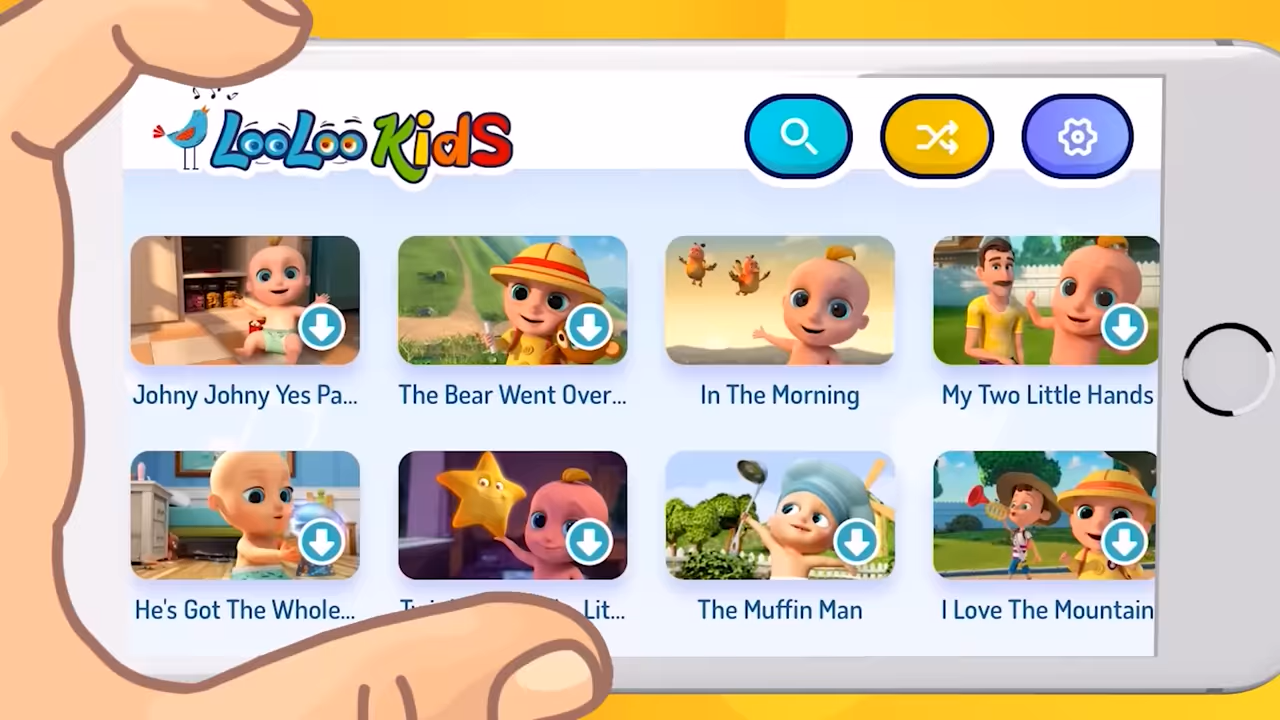 LooLoo Kids
Johny Johny Yes Pa...
The Bear Went Over...
In The Morning
My Two Little Hands
He's Got The Whole...
Lit...
The Muffin Man
I Love The Mountain